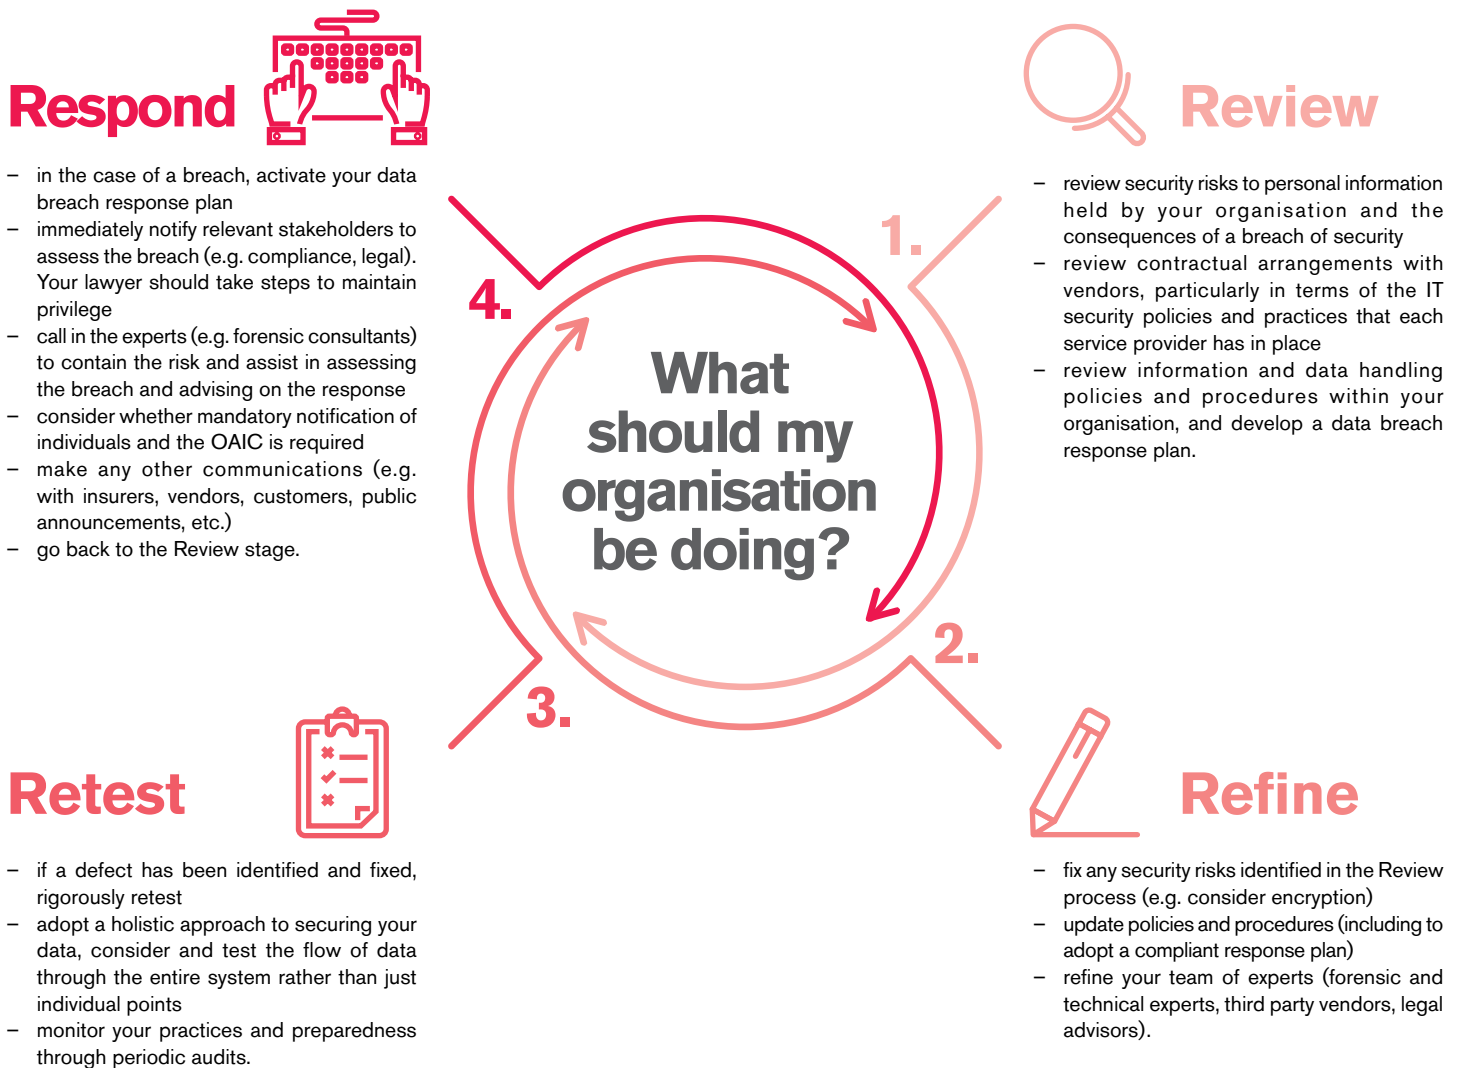 Respond
– in the case of a breach, activate your data
breach response plan
– immediately notify relevant stakeholders to
assess the breach (e.g. compliance, legal).
Your lawyer should take steps to maintain
privilege
– call in the experts (e.g. forensic consultants)
to contain the risk and assist in assessing
the breach and advising on the response
– consider whether mandatory notification of
individuals and the OAIC is required
– make any other communications (e.g.
with insurers, vendors, customers, public
announcements, etc.)
– go back to the Review stage.
Review
– review security risks to personal information
held by your organisation and the
consequences of a breach of security
– review contractual arrangements with
vendors, particularly in terms of the IT
security policies and practices that each
service provider has in place
– review information and data handling
policies and procedures within your
organisation, and develop a data breach
response plan.
1.
4.
What
should my
organisation
be doing?
2.
3.
Retest
– if a defect has been identified and fixed,
rigorously retest
– adopt a holistic approach to securing your
data, consider and test the flow of data
through the entire system rather than just
individual points
– monitor your practices and preparedness
through periodic audits.
Refine
– fix any security risks identified in the Review
process (e.g. consider encryption)
– update policies and procedures (including to
adopt a compliant response plan)
– refine your team of experts (forensic and
technical experts, third party vendors, legal
advisors).